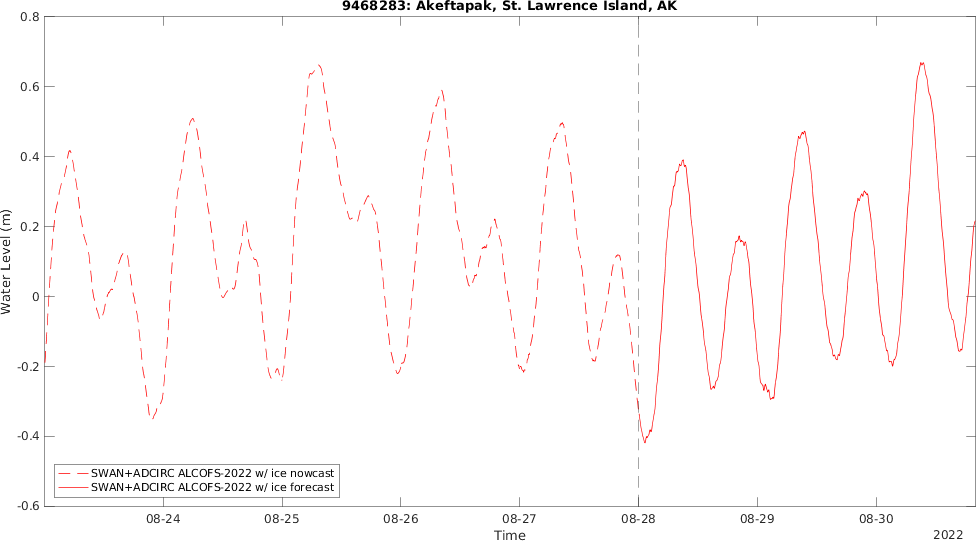 9468283: Akeftapak, St. Lawrence Island, AK
0.8
0.6
0.4
0.2
0
-0.2
-0.4
-0.6
Water Level (m)
SWAN+ADCIRC ALCOFS-2022 w/ ice nowcast
SWAN+ADCIRC ALCOFS-2022 w/ ice forecast
08-24 08-25 08-26 08-27 08-28 08-29 08-30
Time
2022